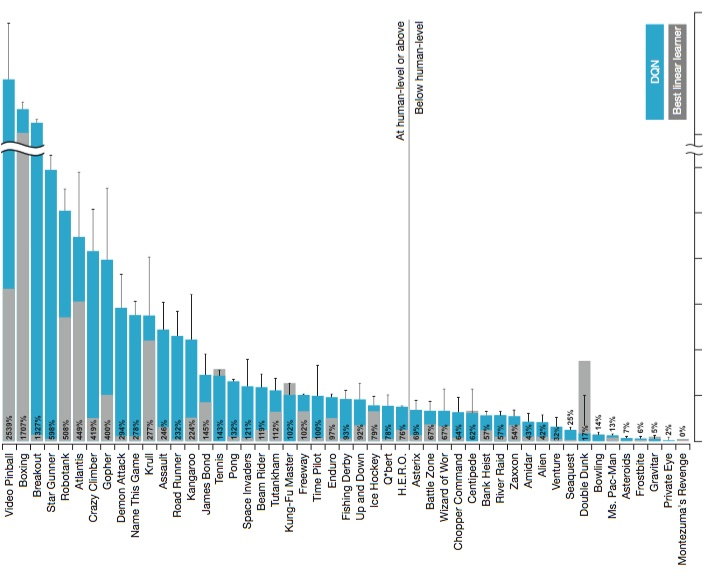 At human-level or above
Below human-level
DQN
Best linear learner
2539%
1707%
1327%
598%
508%
449%
419%
400%
294%
278%
277%
246%
232%
224%
145%
143%
132%
121%
119%
112%
102%
102%
100%
97%
93%
92%
79%
78%
76%
69%
67%
67%
64%
62%
57%
57%
54%
43%
42%
32%
25%
17%
14%
13%
7%
6%
5%
2%
0%
Video Pinball
Boxing
Breakout
Star Gunner
Robotank
Atlantis
Crazy Climber
Gopher
Demon Attack
Name This Game
Krull
Assault
Road Runner
Kangaroo
James Bond
Tennis
Pong
Space Invaders
Beam Rider
Tutankham
Kung-Fu Master
Freeway
Time Pilot
Enduro
Fishing Derby
Up and Down
Ice Hockey
Q*bert
H.E.R.O.
Asterix
Battle Zone
Wizard of Wor
Chopper Command
Centipede
Bank Heist
River Raid
Zaxxon
Amidar
Alien
Venture
Seaquest
Double Dunk
Bowling
Ms. Pac-Man
Asteroids
Frostbite
Gravitar
Private Eye
Montezuma's Revenge